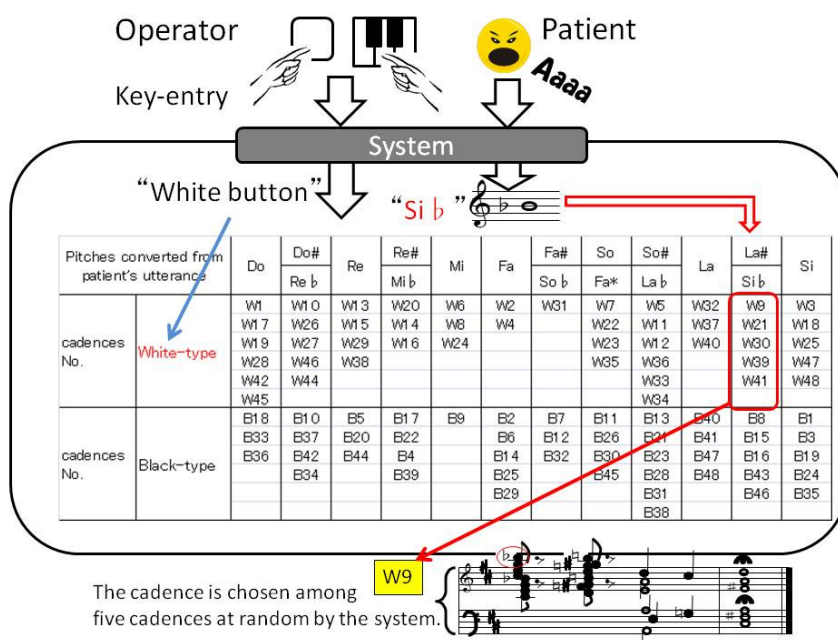 Operator
Patient
Aaaa
Key-entry
System
“White button”
“Si♭”
Pitches converted from patient's utterance Do Do# Re Re# Mi Fa Fa# So So# La La# Si
Re♭ Mi♭ So♭ Fa* La♭ Si♭
cadences No. White-type
W1 W10 W13 W20 W6 W2 W31 W7 W5 W32 W9 W3
W17 W26 W15 W14 W8 W4 W22 W11 W37 W21 W18
W19 W27 W29 W16 W24 W23 W12 W40 W30 W25
W28 W46 W38 W35 W36 W39 W47
W42 W44 W33 W41 W48
W45 W34
cadences No. Black-type
B18 B10 B5 B17 B9 B2 B7 B11 B13 B40 B8 B1
B33 B37 B20 B22 B6 B12 B26 B21 B41 B15 B3
B36 B42 B44 B4 B14 B32 B30 B23 B47 B16 B19
B34 B39 B25 B45 B28 B48 B43 B24
B29 B31 B46 B35
B38
W9
The cadence is chosen among
five cadences at random by the system.